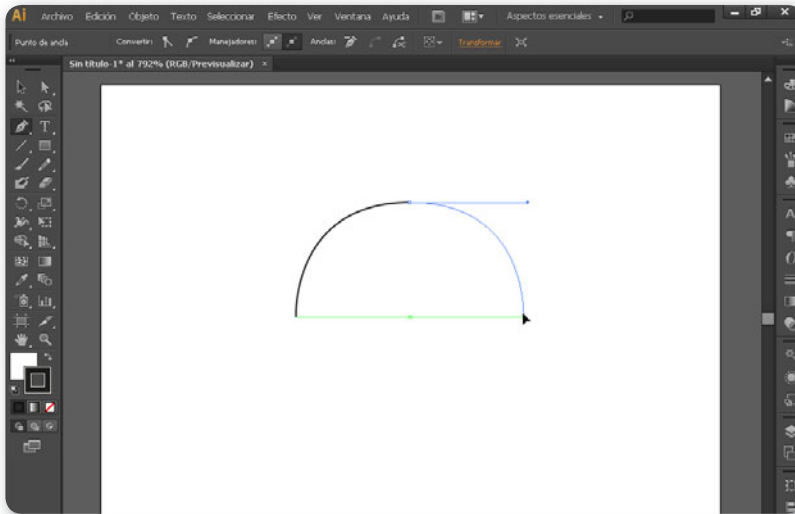 Ai Archivo Edición Objeto Texto Seleccionar Efecto Ver Ventana Ayuda Aspectos esenciales
Punto de ancla Convertir: Manejadores: Anclas: Transformar
Sin título-1* al 792% (RGB/Previsualizar) ×